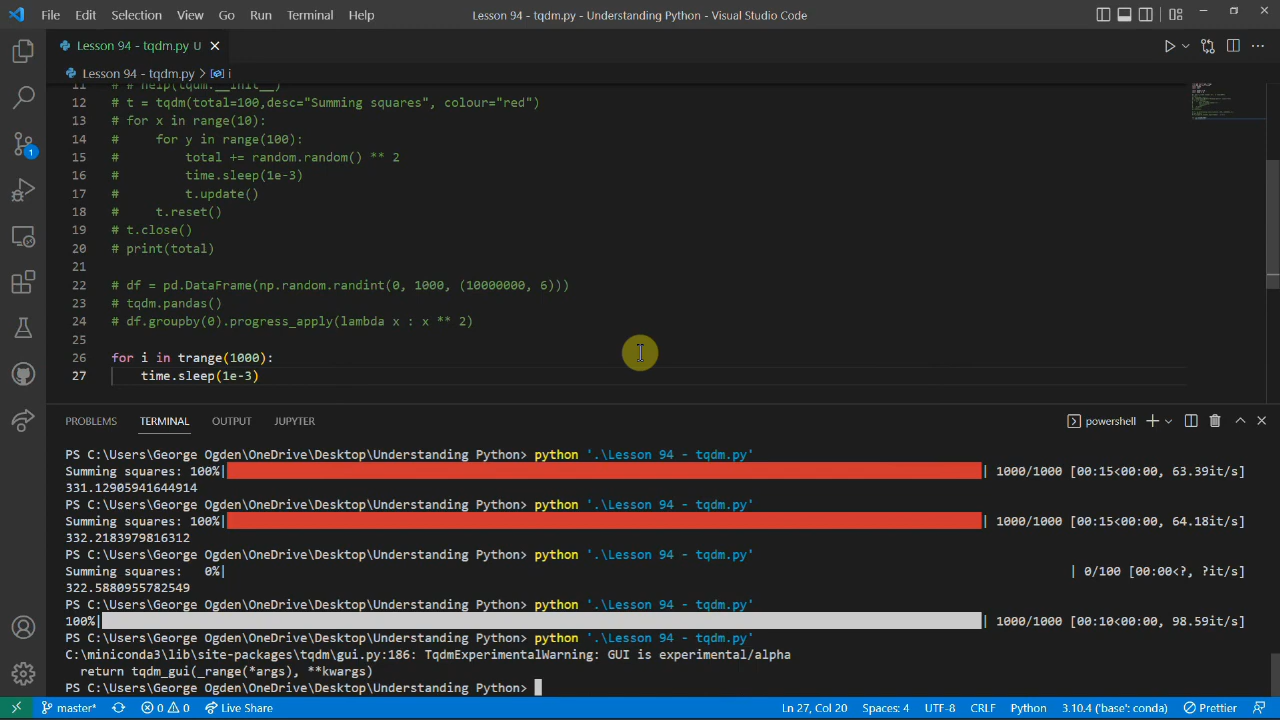 File Edit Selection View Go Run Terminal Help
Lesson 94 - tqdm.py - Understanding Python - Visual Studio Code
Lesson 94 - tqdm.py U
Lesson 94 - tqdm.py > i
11 # # help(tqdm.__init__)
12 # t = tqdm(total=100,desc="Summing squares", colour="red")
13 # for x in range(10):
14 #     for y in range(100):
15 #         total += random.random() ** 2
16 #         time.sleep(1e-3)
17 #         t.update()
18 #     t.reset()
19 # t.close()
20 # print(total)
21
22 # df = pd.DataFrame(np.random.randint(0, 1000, (10000000, 6)))
23 # tqdm.pandas()
24 # df.groupby(0).progress_apply(lambda x : x ** 2)
25
26 for i in trange(1000):
27     time.sleep(1e-3)
PROBLEMS TERMINAL OUTPUT JUPYTER
powershell
PS C:\Users\George Ogden\OneDrive\Desktop\Understanding Python> python '.\Lesson 94 - tqdm.py'
Summing squares: 100%| | 1000/1000 [00:15<00:00, 63.39it/s]
331.12905941644914
PS C:\Users\George Ogden\OneDrive\Desktop\Understanding Python> python '.\Lesson 94 - tqdm.py'
Summing squares: 100%| | 1000/1000 [00:15<00:00, 64.18it/s]
332.2183979816312
PS C:\Users\George Ogden\OneDrive\Desktop\Understanding Python> python '.\Lesson 94 - tqdm.py'
Summing squares:   0%| | 0/100 [00:00<?, ?it/s]
322.5880955782549
PS C:\Users\George Ogden\OneDrive\Desktop\Understanding Python> python '.\Lesson 94 - tqdm.py'
100%| | 1000/1000 [00:10<00:00, 98.59it/s]
PS C:\Users\George Ogden\OneDrive\Desktop\Understanding Python> python '.\Lesson 94 - tqdm.py'
C:\miniconda3\lib\site-packages\tqdm\gui.py:186: TqdmExperimentalWarning: GUI is experimental/alpha
  return tqdm_gui(_range(*args), **kwargs)
PS C:\Users\George Ogden\OneDrive\Desktop\Understanding Python>
1
master* 0 0 Live Share Ln 27, Col 20 Spaces: 4 UTF-8 CRLF Python 3.10.4 ('base': conda) Prettier